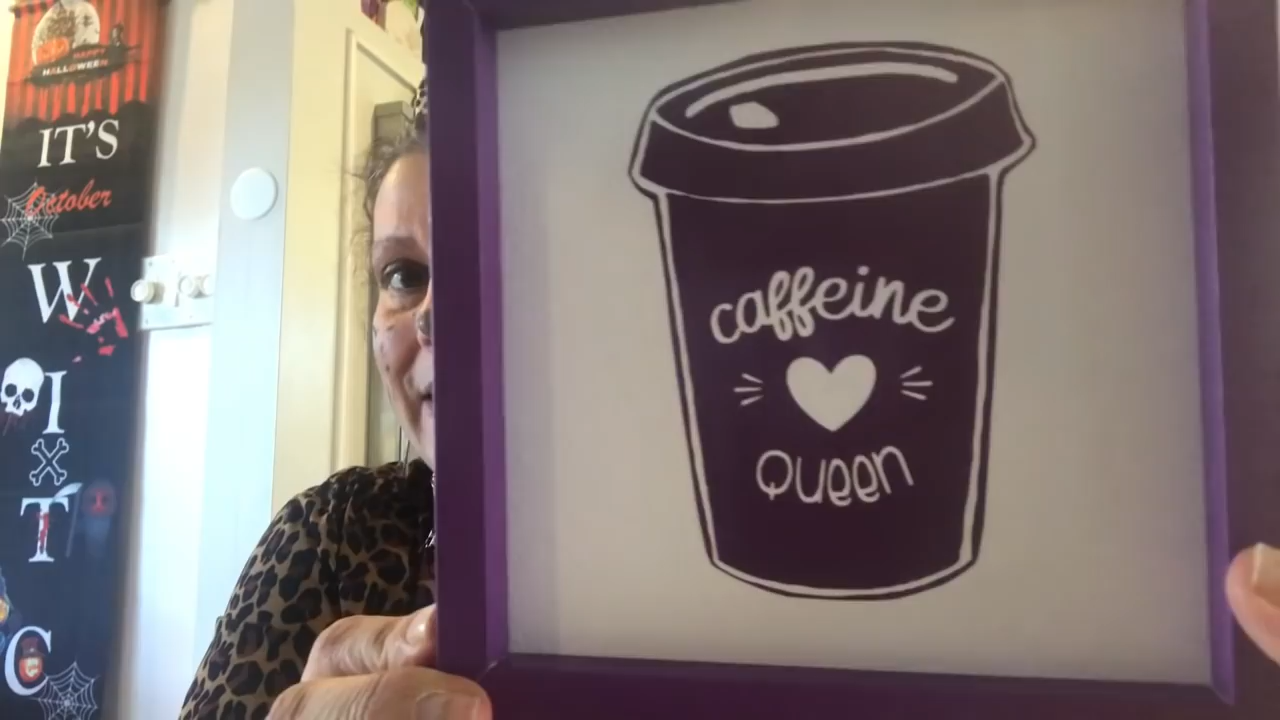 HAPPY
HALLOWEEN
IT'S
October
W
I
T
C
caffeine
Queen